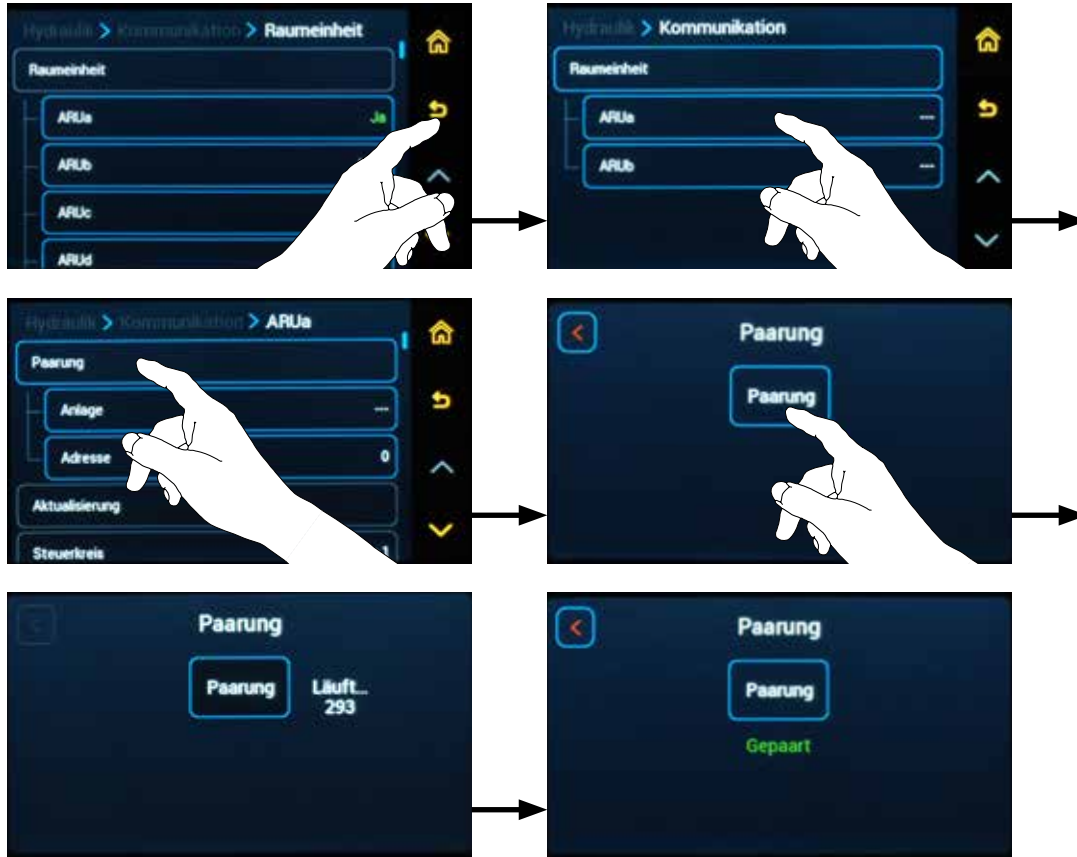 Hydraulik > Kommunikation > Raumeinheit
Raumeinheit
ARUa Ja
ARUb
ARUc
ARUd
Hydraulik > Kommunikation
Raumeinheit
ARUa ---
ARUb ---
Hydraulik > Kommunikation > ARUa
Paarung
Anlage ---
Adresse 0
Aktualisierung
Steuerkreis 1
<
Paarung
Paarung
<
Paarung
Paarung Läuft...
293
<
Paarung
Paarung
Gepaart